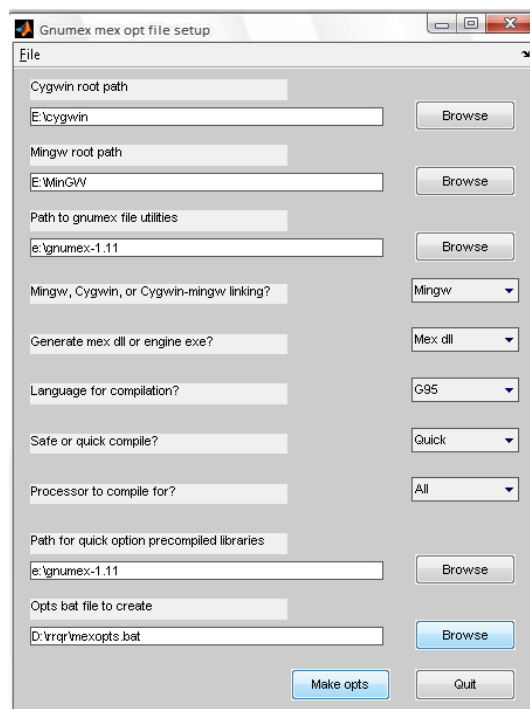 Gnumex mex opt file setup
File
Cygwin root path
E:\cygwin
Browse
Mingw root path
E:\MinGW
Browse
Path to gnumex file utilities
e:\gnumex-1.11
Browse
Mingw, Cygwin, or Cygwin-mingw linking?
Mingw
Generate mex dll or engine exe?
Mex dll
Language for compilation?
G95
Safe or quick compile?
Quick
Processor to compile for?
All
Path for quick option precompiled libraries
e:\gnumex-1.11
Browse
Opts bat file to create
D:\rrqr\mexopts.bat
Browse
Make opts
Quit